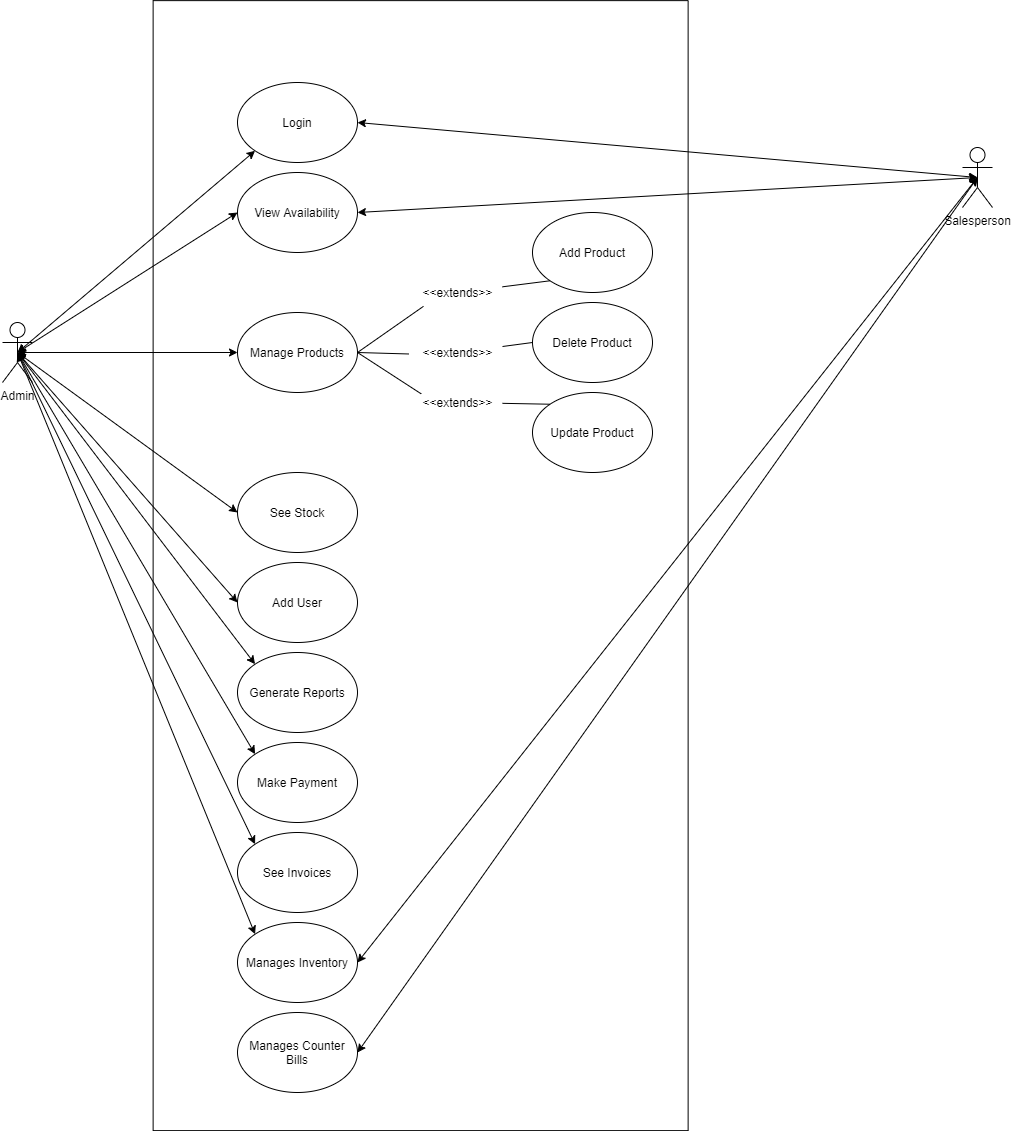 Login
Salesperson
View Availability
Add Product
<<extends>>
Admin
Manage Products
<<extends>>
Delete Product
<<extends>>
Update Product
See Stock
Add User
Generate Reports
Make Payment
See Invoices
Manages Inventory
Manages Counter
Bills